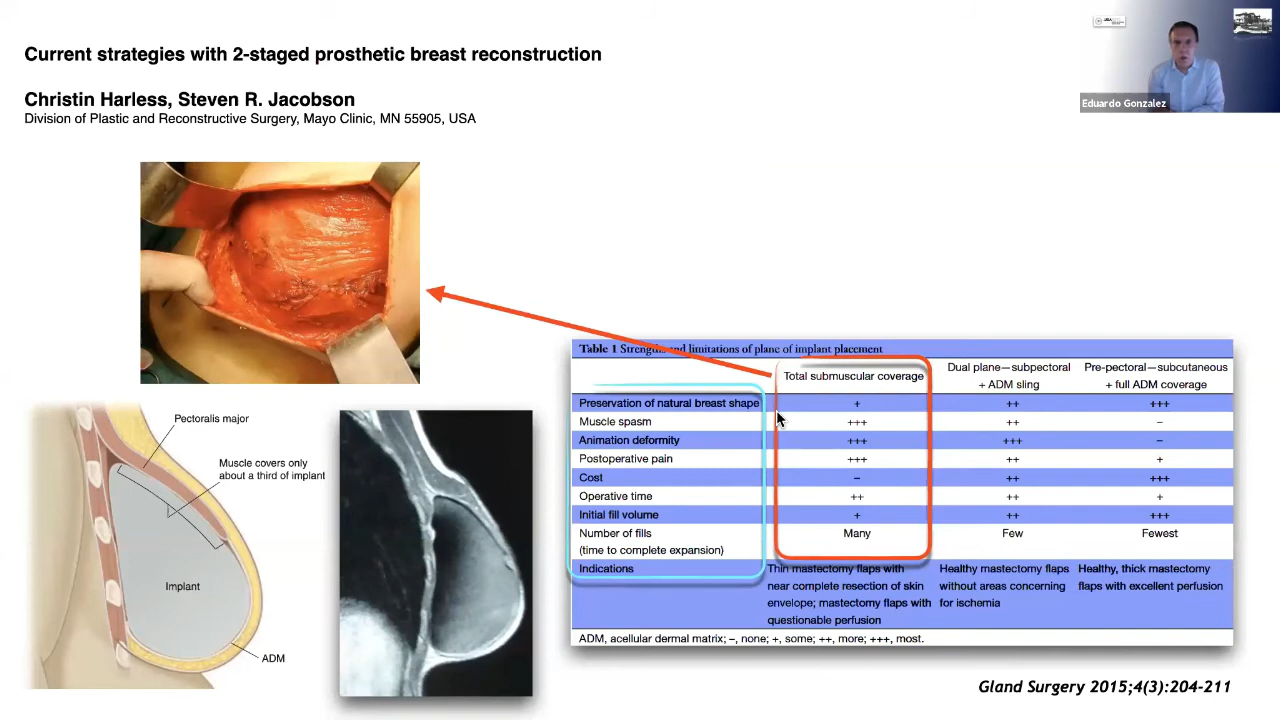 Current strategies with 2-staged prosthetic breast reconstruction
Christin Harless, Steven R. Jacobson
Division of Plastic and Reconstructive Surgery, Mayo Clinic, MN 55905, USA
Eduardo Gonzalez
Pectoralis major
Muscle covers only
about a third of implant
Implant
ADM
Table 1 Strengths and limitations of plane of implant placement
Total submuscular coverage
Dual plane—subpectoral
+ ADM sling
Pre-pectoral—subcutaneous
+ full ADM coverage
Preservation of natural breast shape + ++ +++
Muscle spasm +++ ++ –
Animation deformity +++ +++ –
Postoperative pain +++ ++ +
Cost – ++ +++
Operative time ++ ++ +
Initial fill volume + ++ +++
Number of fills Many Few Fewest
(time to complete expansion)
Indications Thin mastectomy flaps with Healthy mastectomy flaps Healthy, thick mastectomy
near complete resection of skin without areas concerning flaps with excellent perfusion
envelope; mastectomy flaps with for ischemia
questionable perfusion
ADM, acellular dermal matrix; –, none; +, some; ++, more; +++, most.
Gland Surgery 2015;4(3):204-211